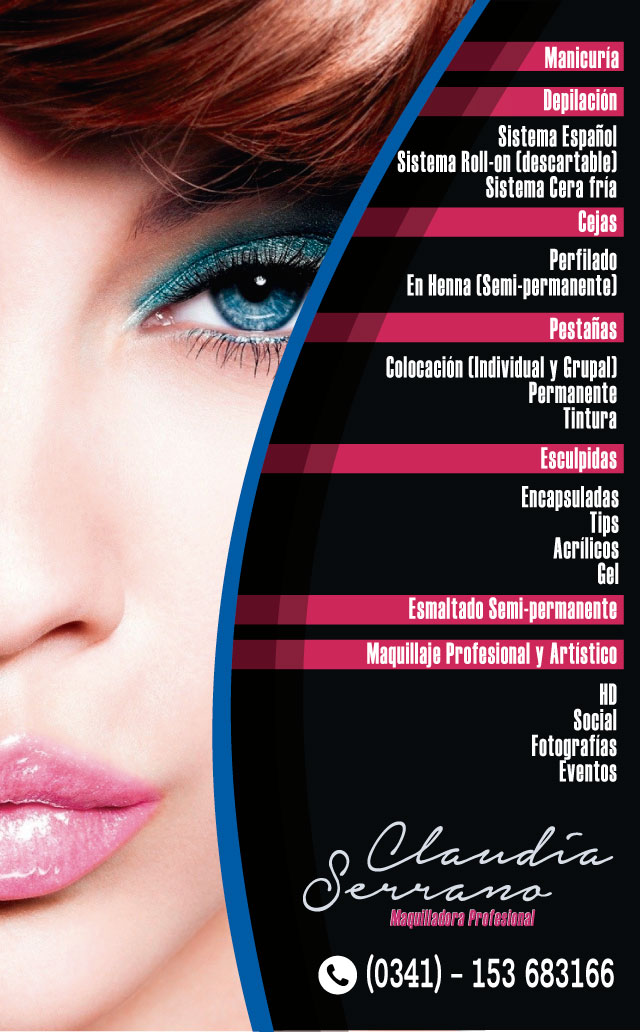 Manicuría
Depilación
Sistema Español
Sistema Roll-on (descartable)
Sistema Cera fría
Cejas
Perfilado
En Henna (Semi-permanente)
Pestañas
Colocación (Individual y Grupal)
Permanente
Tintura
Esculpidas
Encapsuladas
Tips
Acrílicos
Gel
Esmaltado Semi-permanente
Maquillaje Profesional y Artístico
HD
Social
Fotografías
Eventos
Claudia
Serrano
Maquilladora Profesional
(0341) - 153 683166